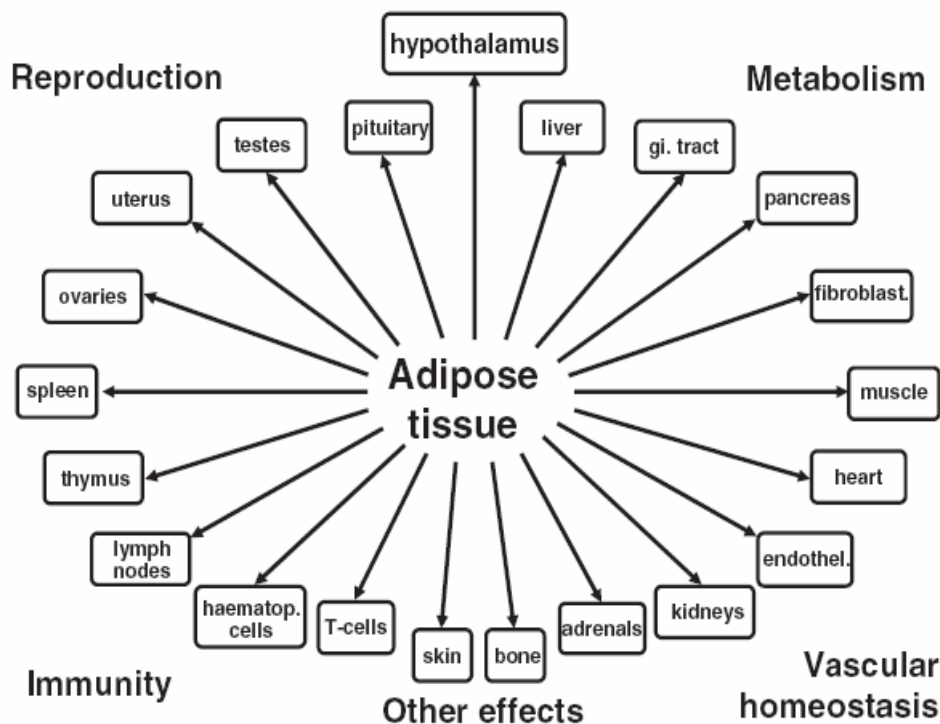 hypothalamus
Reproduction
Metabolism
pituitary
liver
testes
gi. tract
uterus
pancreas
ovaries
fibroblast.
Adipose
tissue
spleen
muscle
thymus
heart
lymph
nodes
endothel.
haematop.
cells
T-cells
skin
bone
adrenals
kidneys
Immunity
Other effects
Vascular
homeostasis